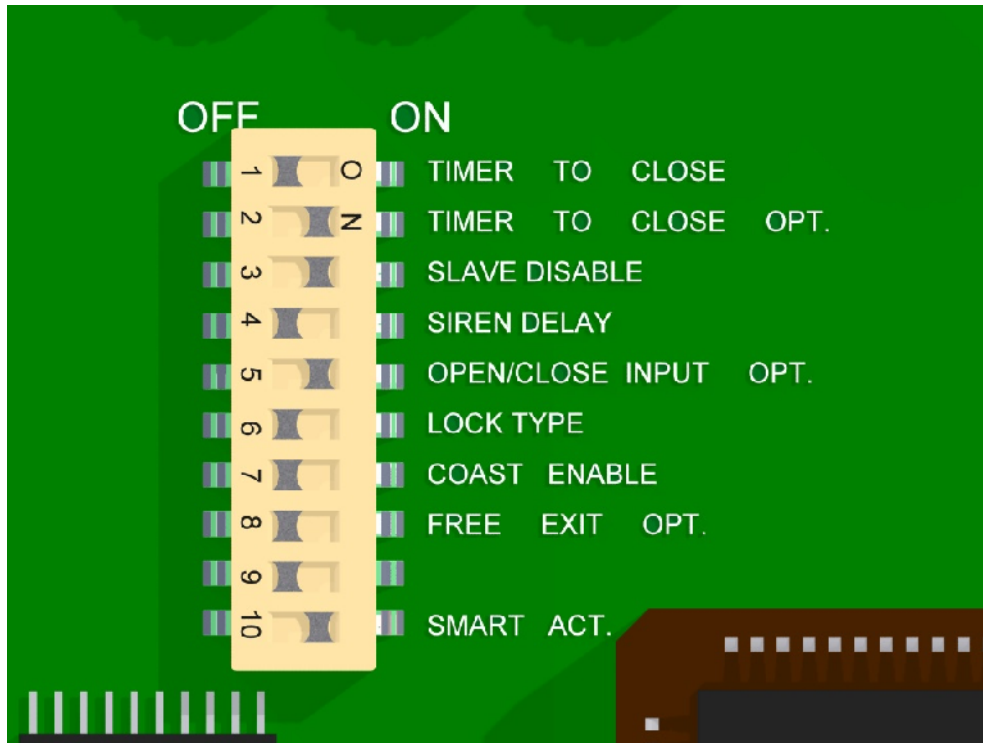 OFF ON
1 O TIMER TO CLOSE
2 N TIMER TO CLOSE OPT.
3 SLAVE DISABLE
4 SIREN DELAY
5 OPEN/CLOSE INPUT OPT.
6 LOCK TYPE
7 COAST ENABLE
8 FREE EXIT OPT.
9
10 SMART ACT.